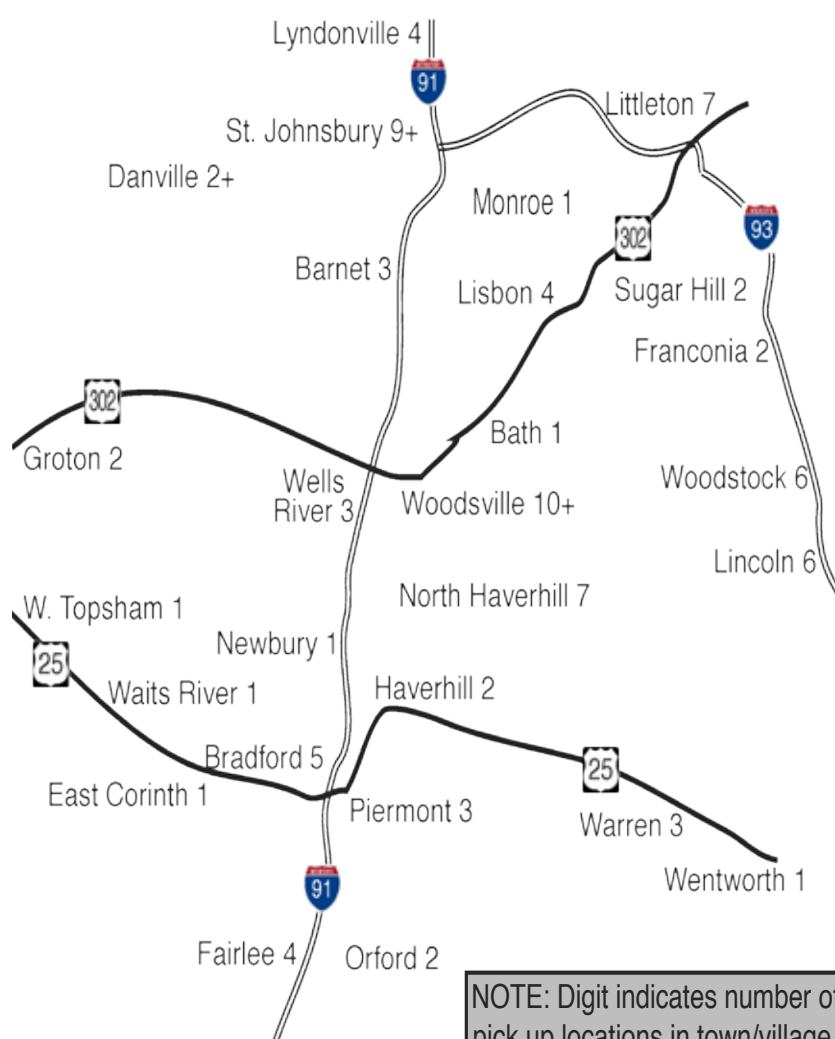 Lyndonville 4
91
Littleton 7
St. Johnsbury 9+
Danville 2+
Monroe 1
93
302
Barnet 3
Lisbon 4
Sugar Hill 2
Franconia 2
302
Bath 1
Groton 2
Wells
River 3
Woodstock 6
Woodsville 10+
Lincoln 6
North Haverhill 7
W. Topsham 1
Newbury 1
25
Waits River 1
Haverhill 2
Bradford 5
25
East Corinth 1
Piermont 3
Warren 3
Wentworth 1
91
Fairlee 4
Orford 2
NOTE: Digit indicates number of
pick up locations in town/village